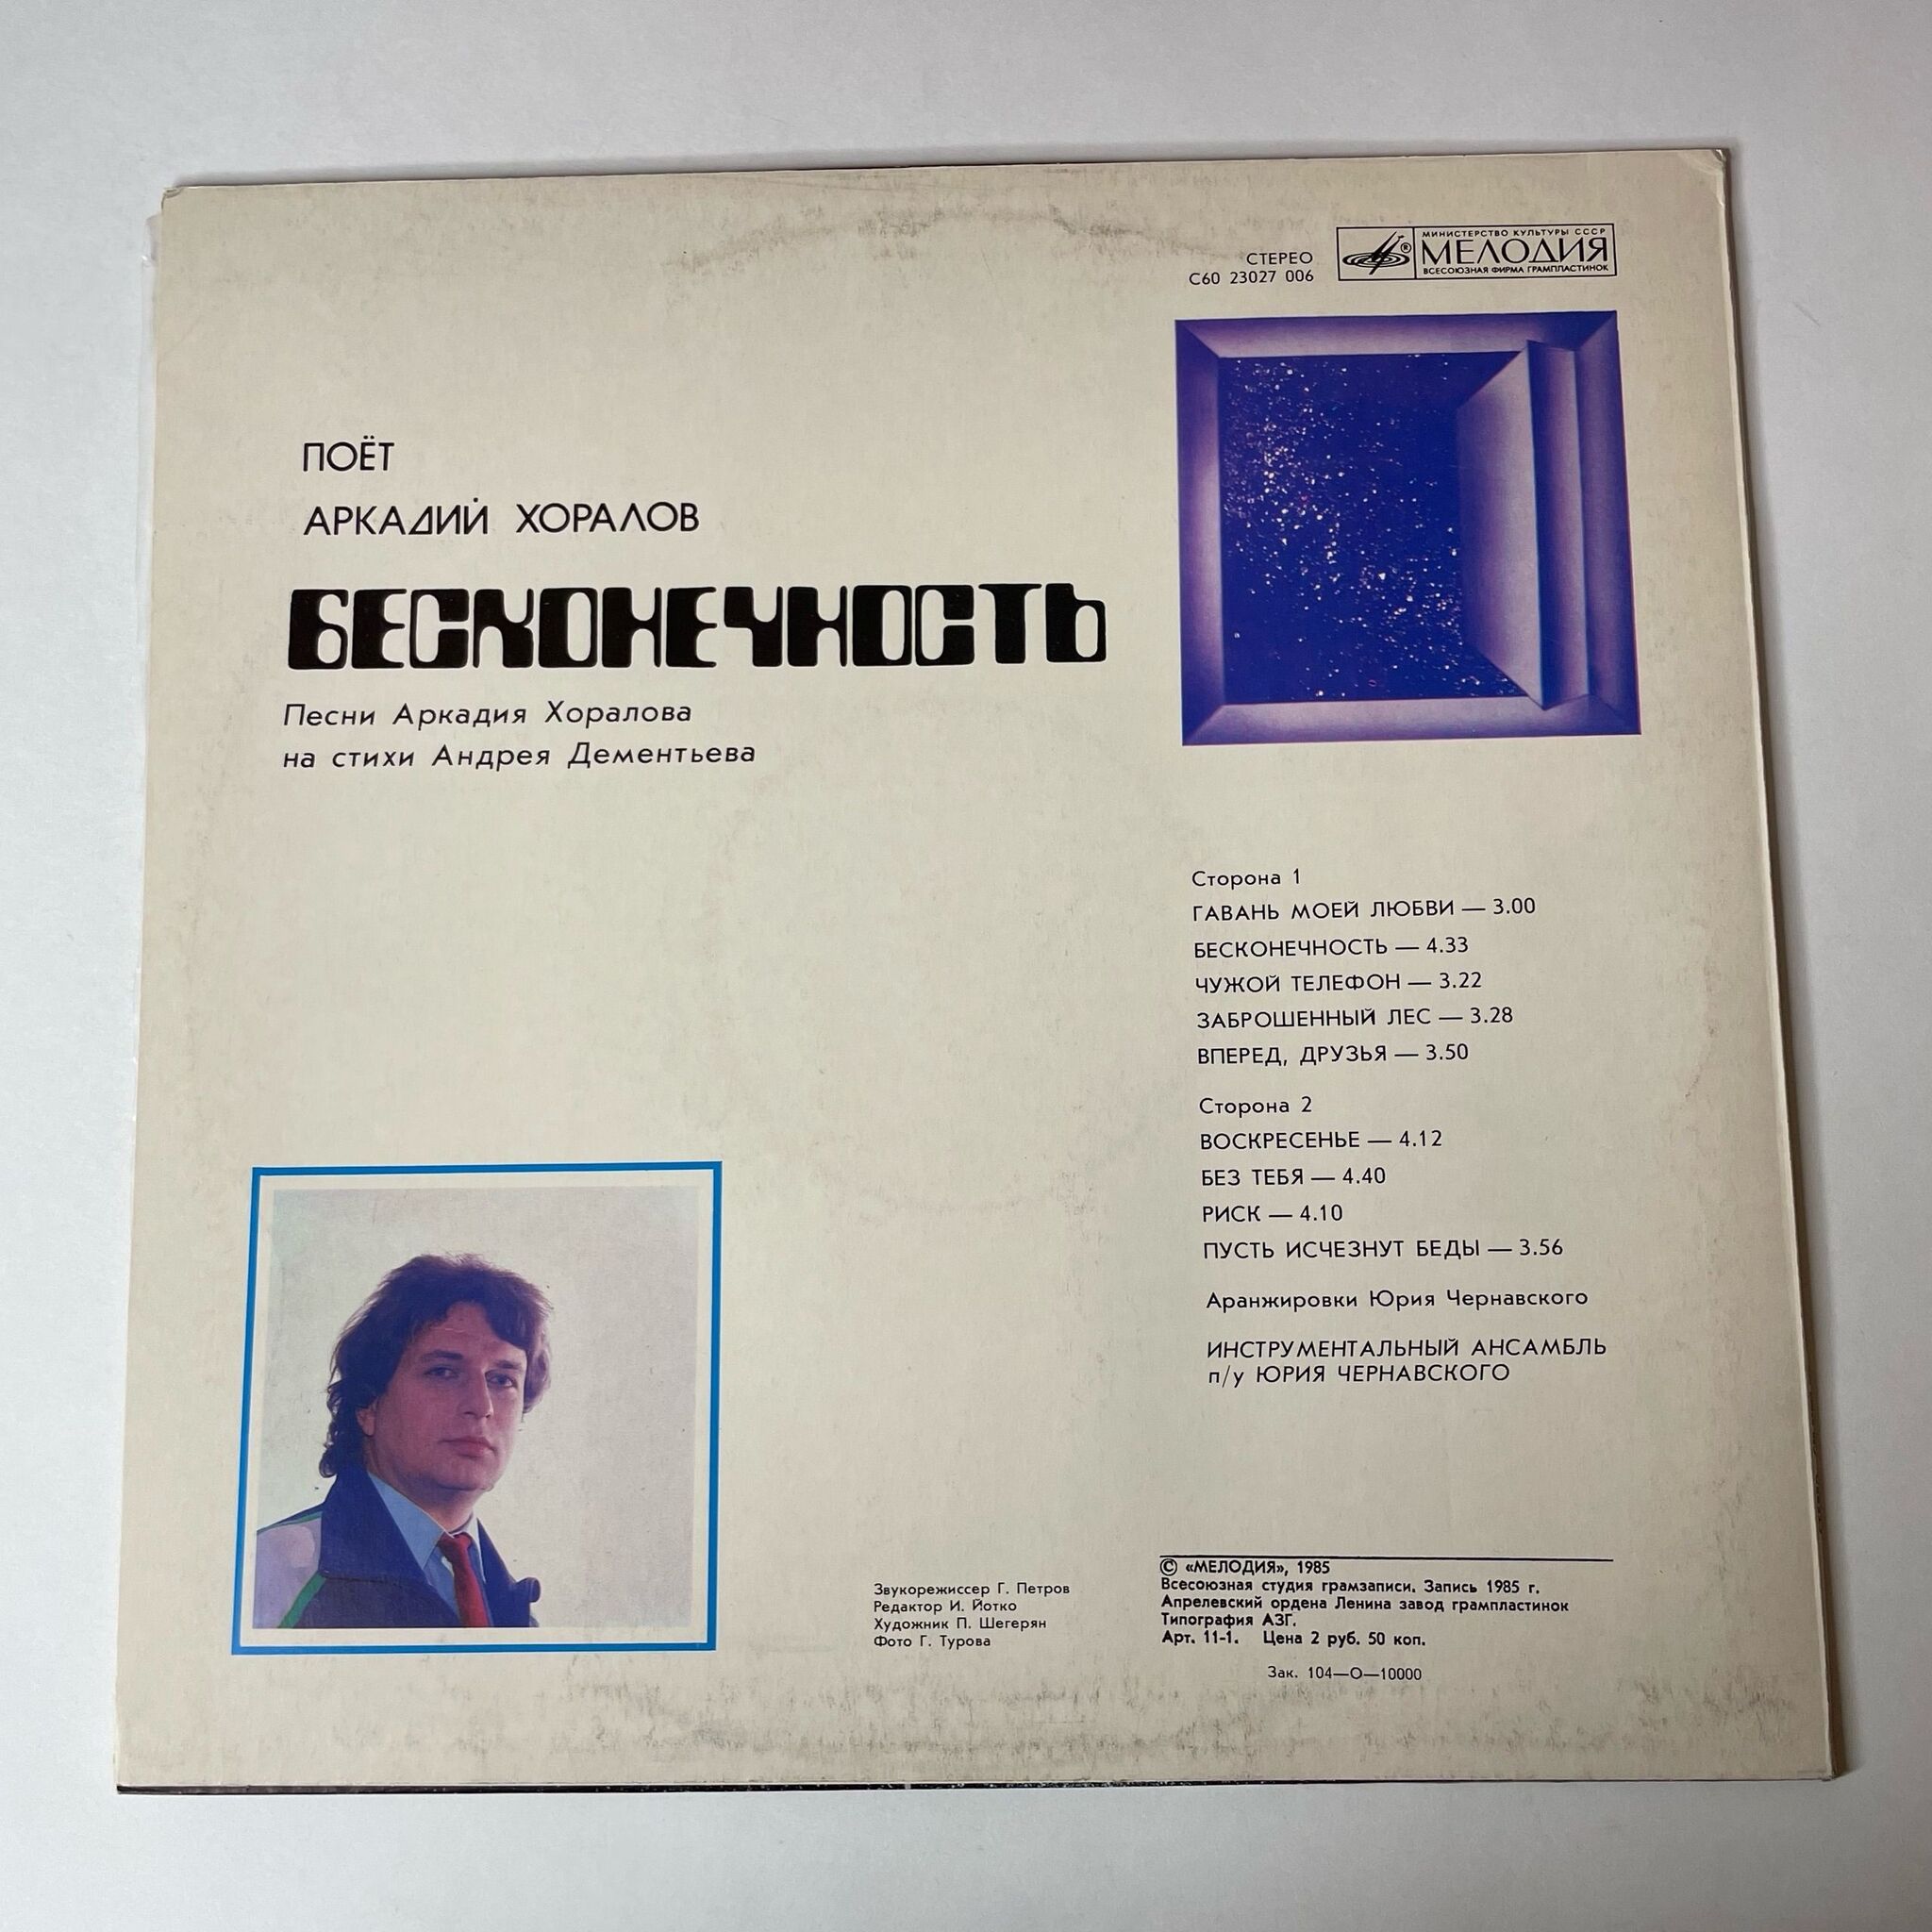 СТЕРЕО
С60 23027 006
МИНИСТЕРСТВО КУЛЬТУРЫ СССР
МЕЛОДИЯ
ВСЕСОЮЗНАЯ ФИРМА ГРАМПЛАСТИНОК
®
ПОЁТ
АРКАДИЙ ХОРАЛОВ
БЕСКОНЕЧНОСТЬ
Песни Аркадия Хоралова
на стихи Андрея Дементьева
Сторона 1
ГАВАНЬ МОЕЙ ЛЮБВИ — 3.00
БЕСКОНЕЧНОСТЬ — 4.33
ЧУЖОЙ ТЕЛЕФОН — 3.22
ЗАБРОШЕННЫЙ ЛЕС — 3.28
ВПЕРЕД, ДРУЗЬЯ — 3.50
Сторона 2
ВОСКРЕСЕНЬЕ — 4.12
БЕЗ ТЕБЯ — 4.40
РИСК — 4.10
ПУСТЬ ИСЧЕЗНУТ БЕДЫ — 3.56
Аранжировки Юрия Чернавского
ИНСТРУМЕНТАЛЬНЫЙ АНСАМБЛЬ
п/у ЮРИЯ ЧЕРНАВСКОГО
Звукорежиссер Г. Петров
Редактор И. Йотко
Художник П. Шегерян
Фото Г. Турова
© «МЕЛОДИЯ», 1985
Всесоюзная студия грамзаписи. Запись 1985 г.
Апрелевский ордена Ленина завод грампластинок
Типография АЗГ.
Арт. 11-1. Цена 2 руб. 50 коп.
Зак. 104—О—10000